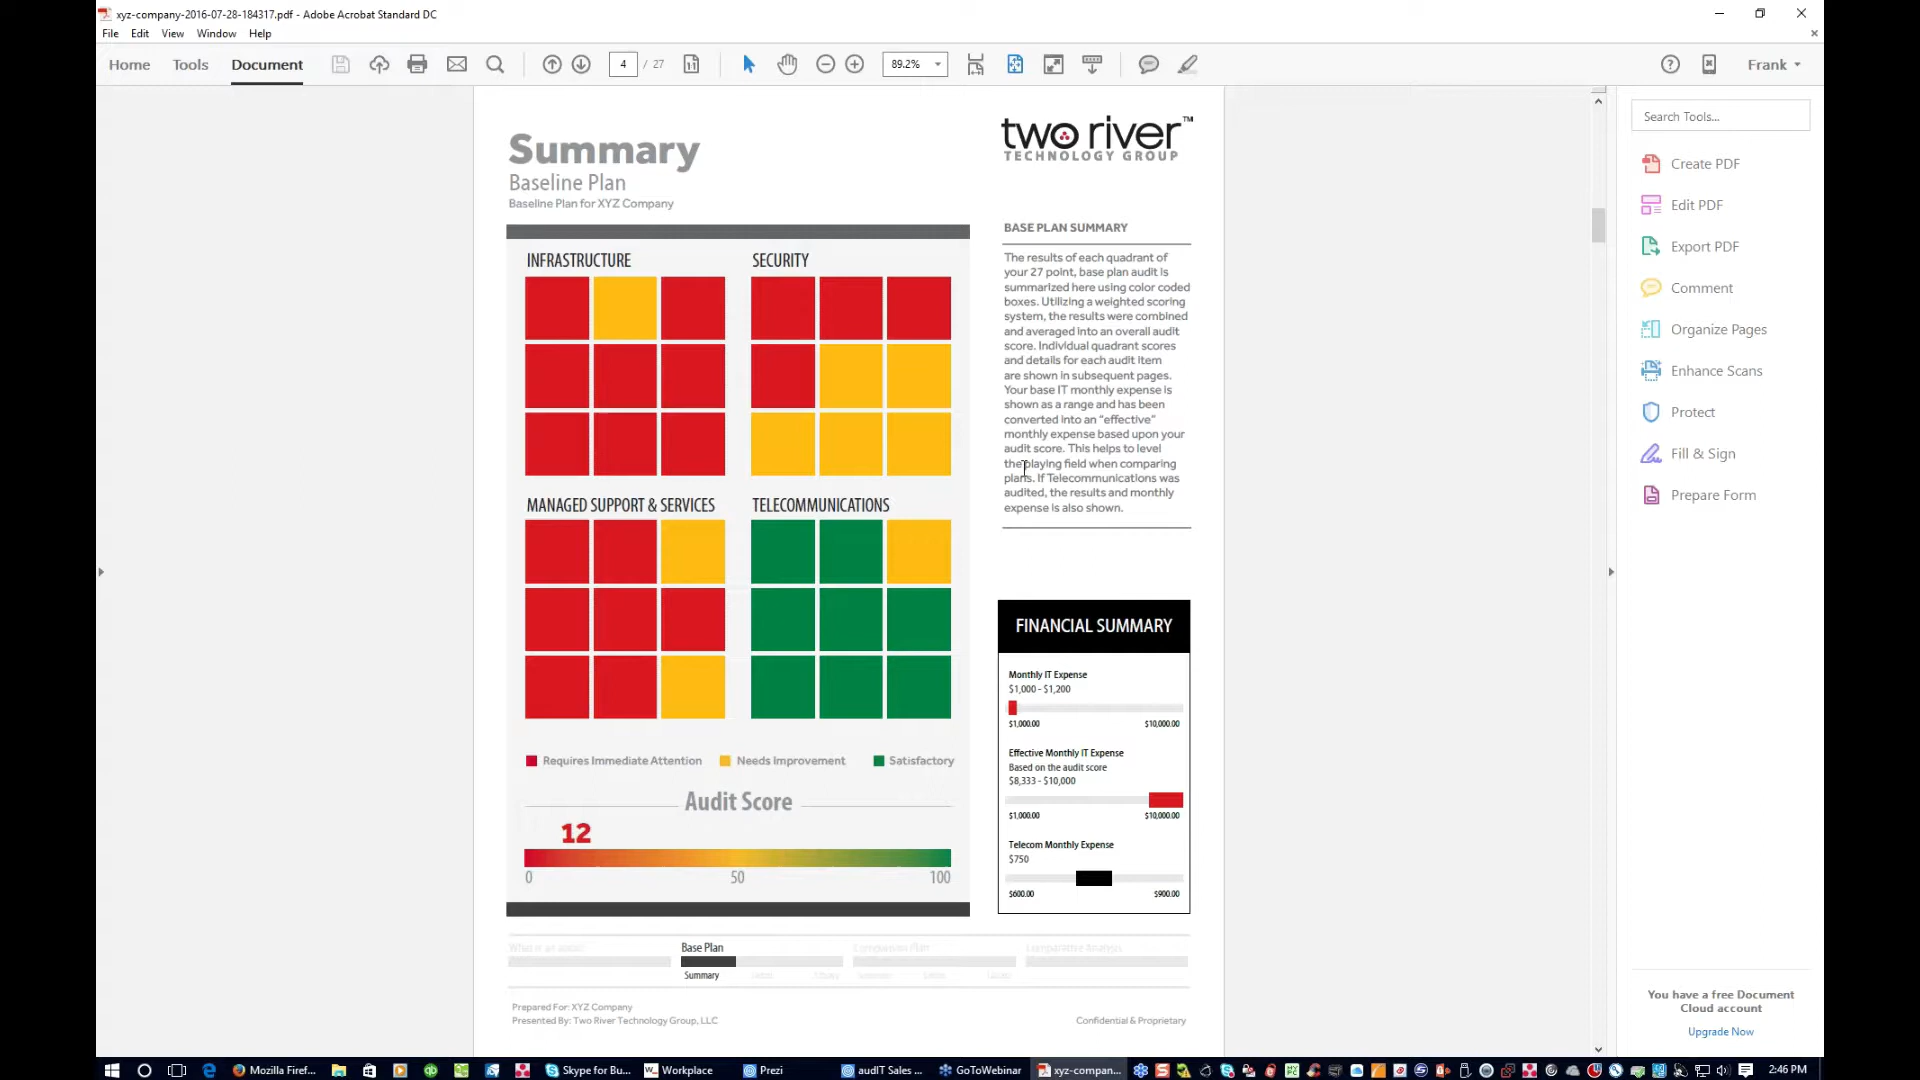 xyz-company-2016-07-28-184317.pdf - Adobe Acrobat Standard DC
File Edit View Window Help
Home Tools Document 4 / 27 89.2% Frank
Search Tools...
Create PDF
Edit PDF
Export PDF
Comment
Organize Pages
Enhance Scans
Protect
Fill & Sign
Prepare Form
You have a free Document
Cloud account
Upgrade Now
two river™
TECHNOLOGY GROUP
Summary
Baseline Plan
Baseline Plan for XYZ Company
INFRASTRUCTURE
SECURITY
MANAGED SUPPORT & SERVICES
TELECOMMUNICATIONS
Requires Immediate Attention Needs Improvement Satisfactory
Audit Score
12
0 50 100
BASE PLAN SUMMARY
The results of each quadrant of
your 27 point, base plan audit is
summarized here using color coded
boxes. Utilizing a weighted scoring
system, the results were combined
and averaged into an overall audit
score. Individual quadrant scores
and details for each audit item
are shown in subsequent pages.
Your base IT monthly expense is
shown as a range and has been
converted into an “effective”
monthly expense based upon your
audit score. This helps to level
the playing field when comparing
plans. If Telecommunications was
audited, the results and monthly
expense is also shown.
FINANCIAL SUMMARY
Monthly IT Expense
$1,000 - $1,200
$1,000.00 $10,000.00
Effective Monthly IT Expense
Based on the audit score
$8,333 - $10,000
$1,000.00 $10,000.00
Telecom Monthly Expense
$750
$600.00 $900.00
What is an audit? Base Plan Comparison Plan Comparative Analysis
Summary
Prepared For: XYZ Company
Presented By: Two River Technology Group, LLC
Confidential & Proprietary
Mozilla Firef... Skype for Bu... Workplace Prezi audIT Sales ... GoToWebinar xyz-compan... 2:46 PM